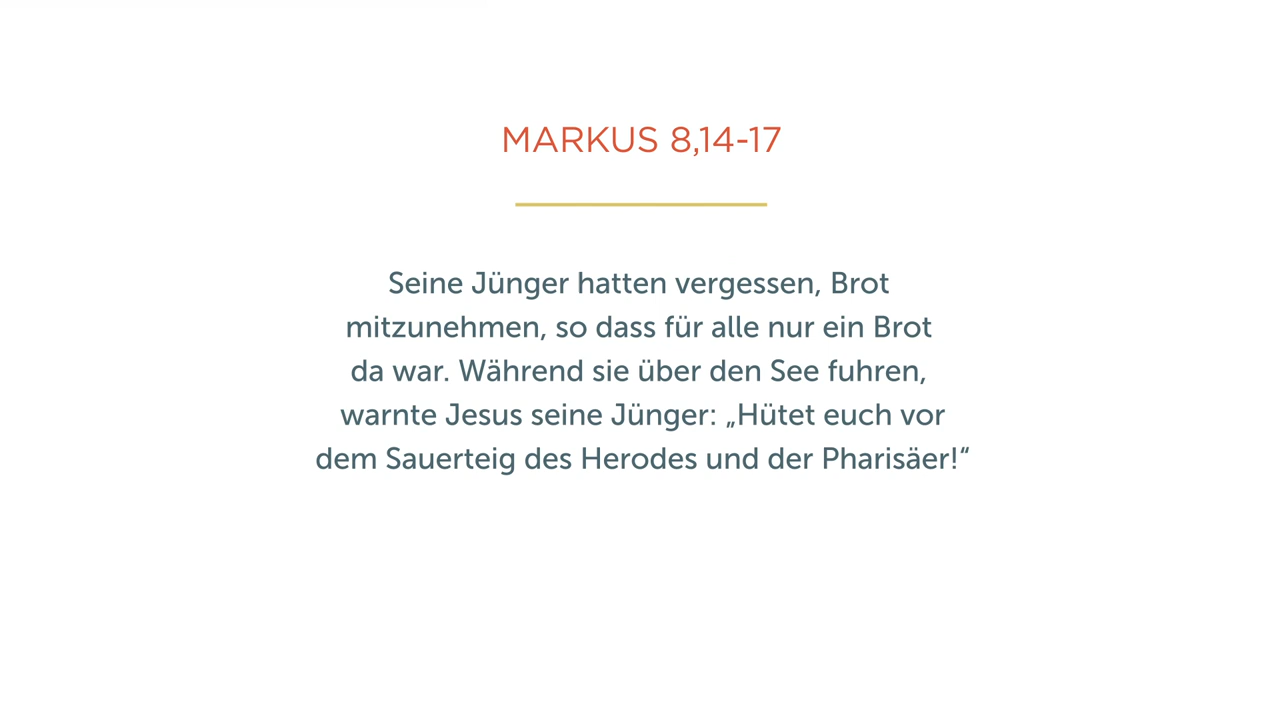 MARKUS 8,14-17
Seine Jünger hatten vergessen, Brot
mitzunehmen, so dass für alle nur ein Brot
da war. Während sie über den See fuhren,
warnte Jesus seine Jünger: „Hütet euch vor
dem Sauerteig des Herodes und der Pharisäer!“